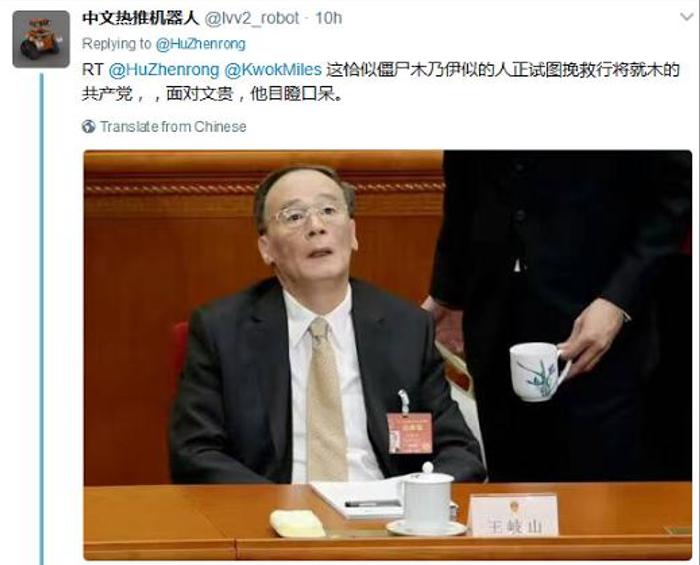 中文热推机器人 @lvv2_robot · 10h
Replying to @HuZhenrong
RT @HuZhenrong @KwokMiles 这恰似僵尸木乃伊似的人正试图挽救行将就木的
共产党，，面对文贵，他目瞪口呆。
Translate from Chinese
王岐山